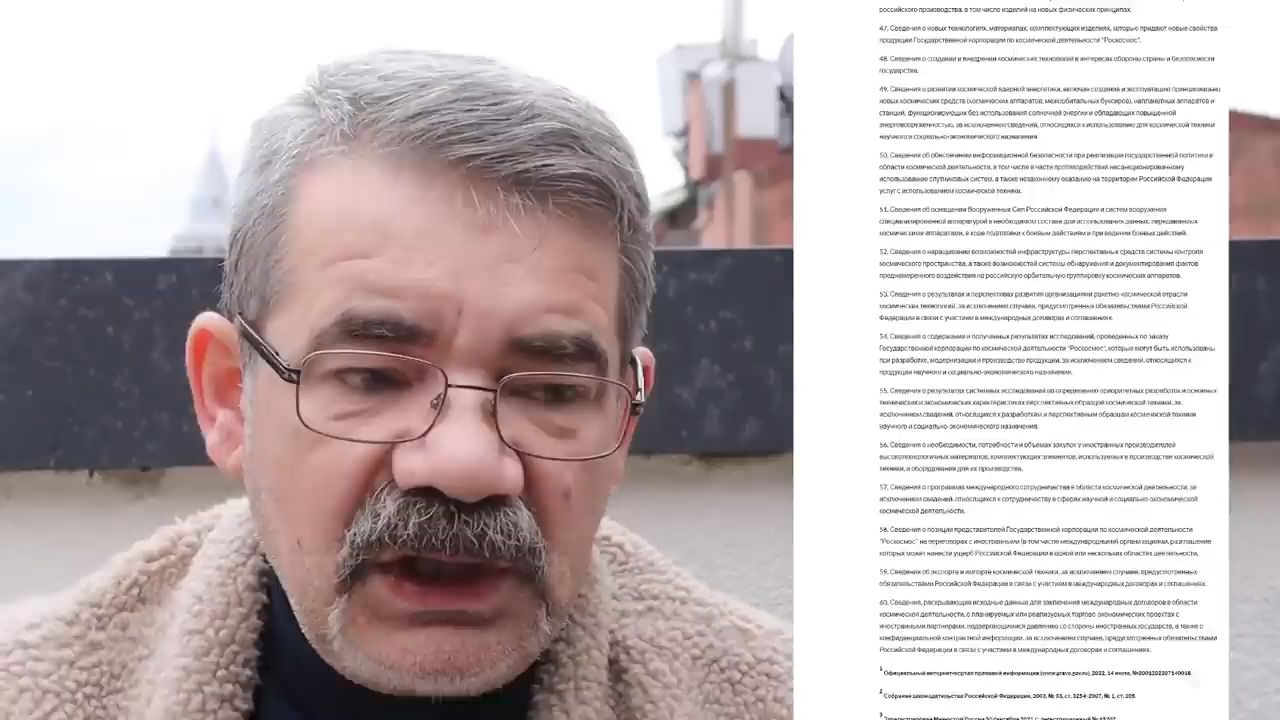 российского производства, в том числе изделий на новых физических принципах.
47. Сведения о новых технологиях, материалах, комплектующих изделиях, которые придают новые свойства
продукции Государственной корпорации по космической деятельности "Роскосмос".
48. Сведения о создании и внедрении космических технологий в интересах обороны страны и безопасности
государства.
49. Сведения о развитии космической ядерной энергетики, включая создание и эксплуатацию принципиально
новых космических средств (космических аппаратов, межорбитальных буксиров), напланетных аппаратов и
станций, функционирующих без использования солнечной энергии и обладающих повышенной
энерговооруженностью, за исключением сведений, относящихся к использованию для космической техники
научного и социально-экономического назначения.
50. Сведения об обеспечении информационной безопасности при реализации государственной политики в
области космической деятельности, в том числе в части противодействия несанкционированному
использованию спутниковых систем, а также незаконному оказанию на территории Российской Федерации
услуг с использованием космической техники.
51. Сведения об оснащении Вооруженных Сил Российской Федерации и систем вооружения
специализированной аппаратурой в необходимом составе для использования данных, передаваемых
космическими аппаратами, в ходе подготовки к боевым действиям и при ведении боевых действий.
52. Сведения о наращивании возможностей инфраструктуры перспективных средств системы контроля
космического пространства, а также возможностей системы обнаружения и документирования фактов
преднамеренного воздействия на российскую орбитальную группировку космических аппаратов.
53. Сведения о результатах и перспективах развития организациями ракетно-космической отрасли
космических технологий, за исключением случаев, предусмотренных обязательствами Российской
Федерации в связи с участием в международных договорах и соглашениях.
54. Сведения о содержании и полученных результатах исследований, проведенных по заказу
Государственной корпорации по космической деятельности "Роскосмос", которые могут быть использованы
при разработке, модернизации и производстве продукции, за исключением сведений, относящихся к
продукции научного и социально-экономического назначения.
55. Сведения о результатах системных исследований по определению приоритетных разработок и основных
технических и экономических характеристиках перспективных образцов космической техники, за
исключением сведений, относящихся к разработкам и перспективным образцам космической техники
научного и социально-экономического назначения.
56. Сведения о необходимости, потребности и объемах закупок у иностранных производителей
высокотехнологичных материалов, комплектующих элементов, используемых в производстве космической
техники, и оборудования для их производства.
57. Сведения о программах международного сотрудничества в области космической деятельности, за
исключением сведений, относящихся к сотрудничеству в сферах научной и социально-экономической
космической деятельности.
58. Сведения о позиции представителей Государственной корпорации по космической деятельности
"Роскосмос" на переговорах с иностранными (в том числе международными) организациями, разглашение
которых может нанести ущерб Российской Федерации в одной или нескольких областях деятельности.
59. Сведения об экспорте и импорте космической техники, за исключением случаев, предусмотренных
обязательствами Российской Федерации в связи с участием в международных договорах и соглашениях.
60. Сведения, раскрывающие исходные данные для заключения международных договоров в области
космической деятельности, о планируемых или реализуемых торгово-экономических проектах с
иностранными партнерами, подвергающимися давлению со стороны иностранных государств, а также о
конфиденциальной контрактной информации, за исключением случаев, предусмотренных обязательствами
Российской Федерации в связи с участием в международных договорах и соглашениях.
1 Официальный интернет-портал правовой информации (www.pravo.gov.ru), 2022, 14 июля, №0001202207140018.
2 Собрание законодательства Российской Федерации, 2003, № 33, ст. 3254; 2007, № 1, ст. 205.
3 Зарегистрирован Минюстом России 30 сентября 2021 г.